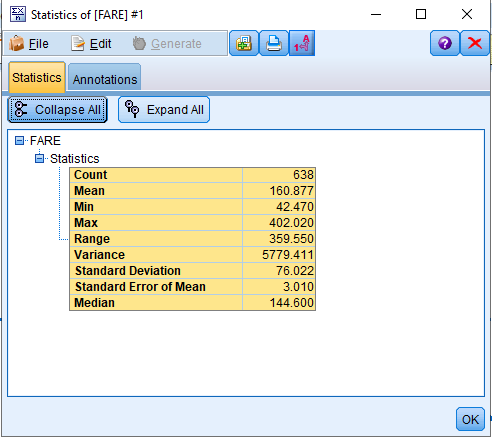 Statistics of [FARE] #1
File Edit Generate
Statistics Annotations
Collapse All Expand All
FARE
Statistics
Count 638
Mean 160.877
Min 42.470
Max 402.020
Range 359.550
Variance 5779.411
Standard Deviation 76.022
Standard Error of Mean 3.010
Median 144.600
OK